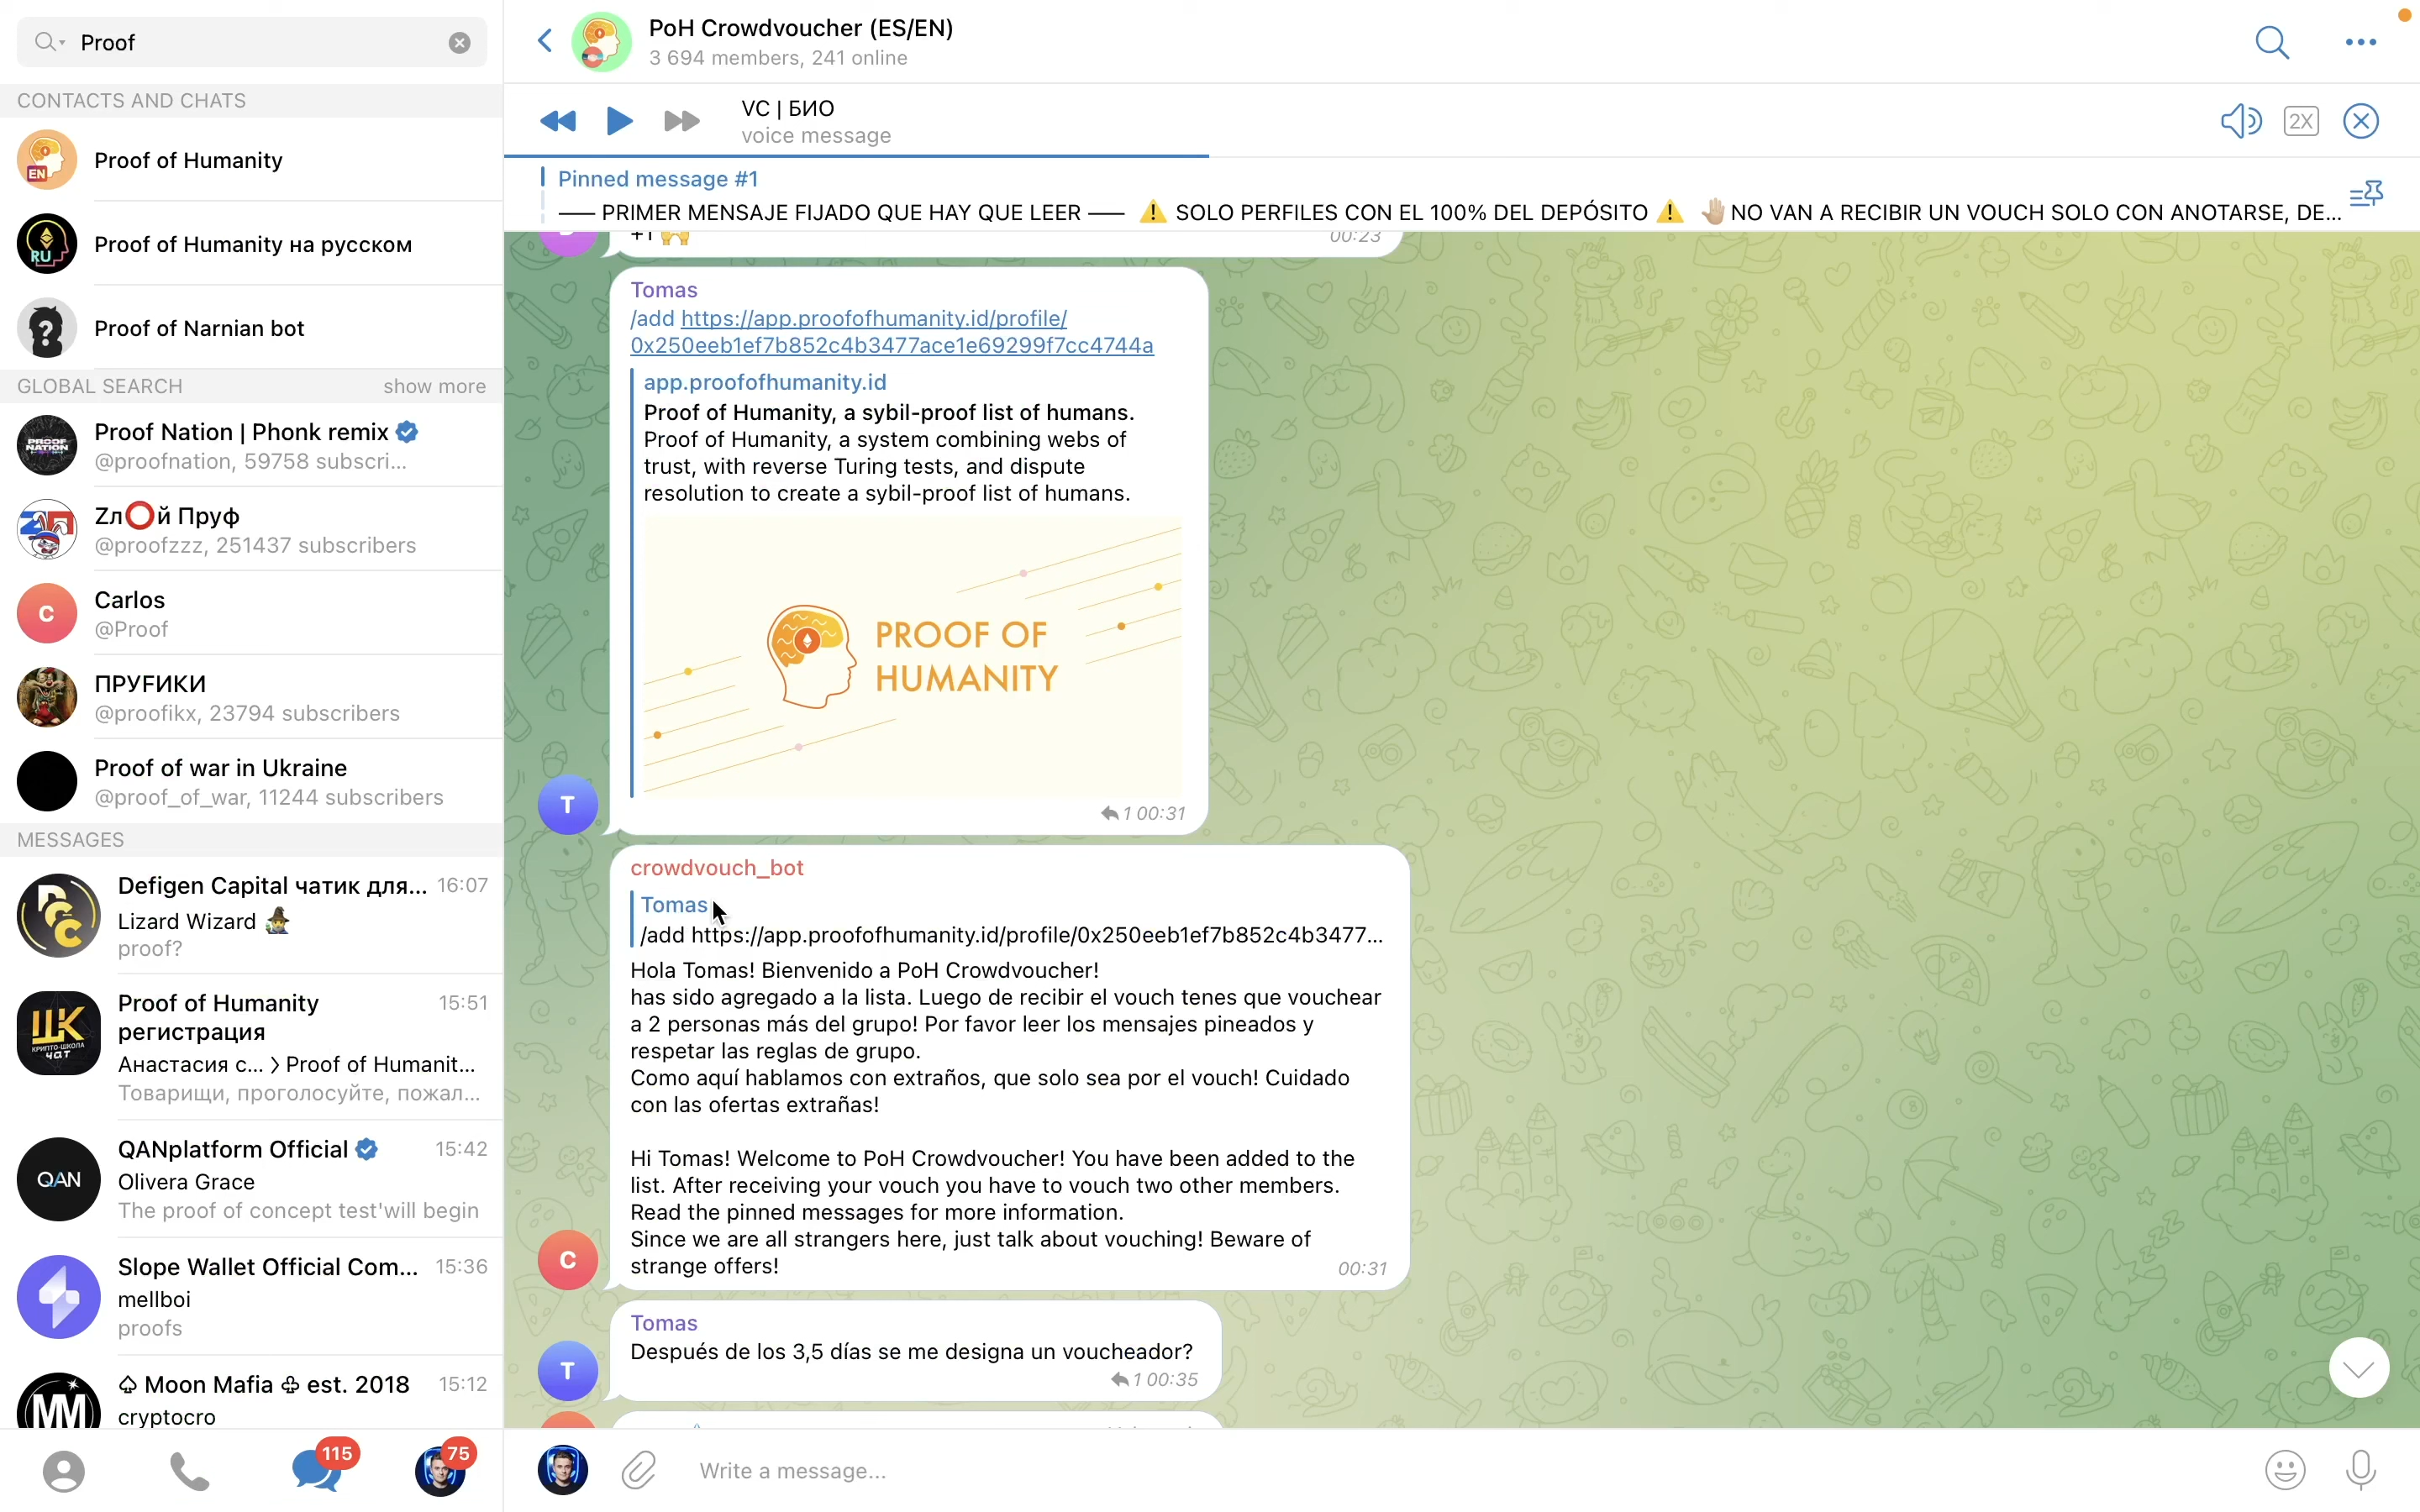 Proof
CONTACTS AND CHATS
EN
Proof of Humanity
RU
Proof of Humanity на русском
?
Proof of Narnian bot
GLOBAL SEARCH
show more
PROOF
NATION
Proof Nation | Phonk remix
@proofnation, 59758 subscri...
Zл⭕й Пруф
@proofzzz, 251437 subscribers
C
Carlos
@Proof
ПРУҒИКИ
@proofikx, 23794 subscribers
Proof of war in Ukraine
@proof_of_war, 11244 subscribers
MESSAGES
Defigen Capital чатик для... 16:07
Lizard Wizard 🧙‍♂️
proof?
ШК
КРИПТО-ШКОЛА
ЧАТ
Proof of Humanity 15:51
регистрация
Анастасия с... > Proof of Humanit...
Товарищи, проголосуйте, пожал...
QAN
QANplatform Official 15:42
Olivera Grace
The proof of concept test'will begin
Slope Wallet Official Com... 15:36
mellboi
proofs
MM
♤ Moon Mafia ♧ est. 2018 15:12
cryptocro
115
75
PoH Crowdvoucher (ES/EN)
3 694 members, 241 online
VC | БИО
voice message
2X
Pinned message #1
—— PRIMER MENSAJE FIJADO QUE HAY QUE LEER —— ⚠️ SOLO PERFILES CON EL 100% DEL DEPÓSITO ⚠️ 🤚🏼NO VAN A RECIBIR UN VOUCH SOLO CON ANOTARSE, DE...
+1 🙌
00:23
Tomas
/add https://app.proofofhumanity.id/profile/
0x250eeb1ef7b852c4b3477ace1e69299f7cc4744a
app.proofofhumanity.id
Proof of Humanity, a sybil-proof list of humans.
Proof of Humanity, a system combining webs of
trust, with reverse Turing tests, and dispute
resolution to create a sybil-proof list of humans.
PROOF OF
HUMANITY
1 00:31
T
crowdvouch_bot
Tomas
/add https://app.proofofhumanity.id/profile/0x250eeb1ef7b852c4b3477...
Hola Tomas! Bienvenido a PoH Crowdvoucher!
has sido agregado a la lista. Luego de recibir el vouch tenes que vouchear
a 2 personas más del grupo! Por favor leer los mensajes pineados y
respetar las reglas de grupo.
Como aquí hablamos con extraños, que solo sea por el vouch! Cuidado
con las ofertas extrañas!
Hi Tomas! Welcome to PoH Crowdvoucher! You have been added to the
list. After receiving your vouch you have to vouch two other members.
Read the pinned messages for more information.
Since we are all strangers here, just talk about vouching! Beware of
strange offers!
00:31
C
Tomas
Después de los 3,5 días se me designa un voucheador?
1 00:35
T
Write a message...